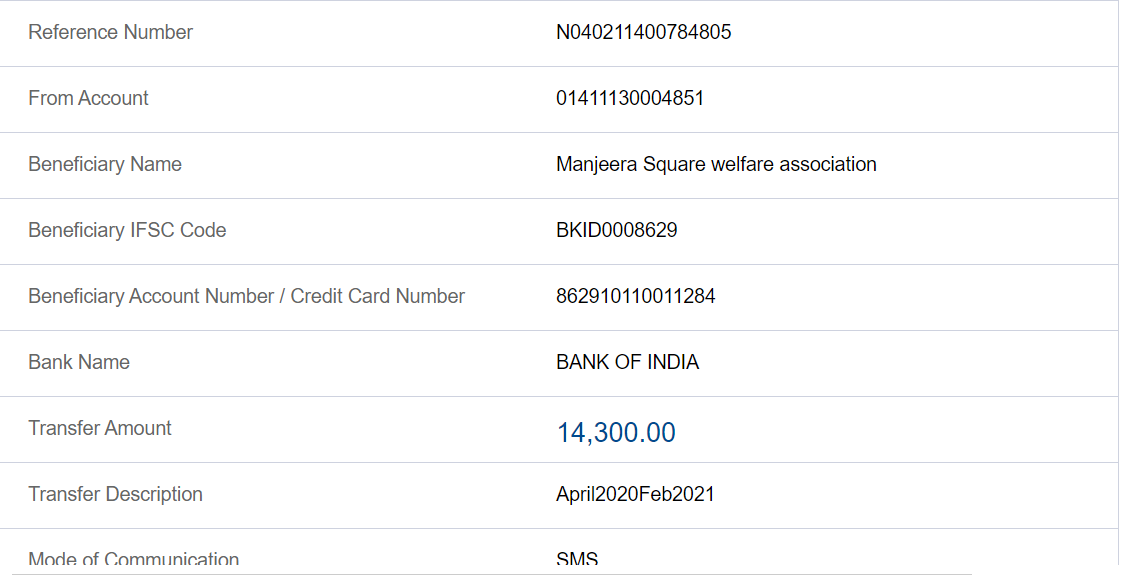 Reference Number N040211400784805
From Account 01411130004851
Beneficiary Name Manjeera Square welfare association
Beneficiary IFSC Code BKID0008629
Beneficiary Account Number / Credit Card Number 862910110011284
Bank Name BANK OF INDIA
Transfer Amount 14,300.00
Transfer Description April2020Feb2021
Mode of Communication SMS